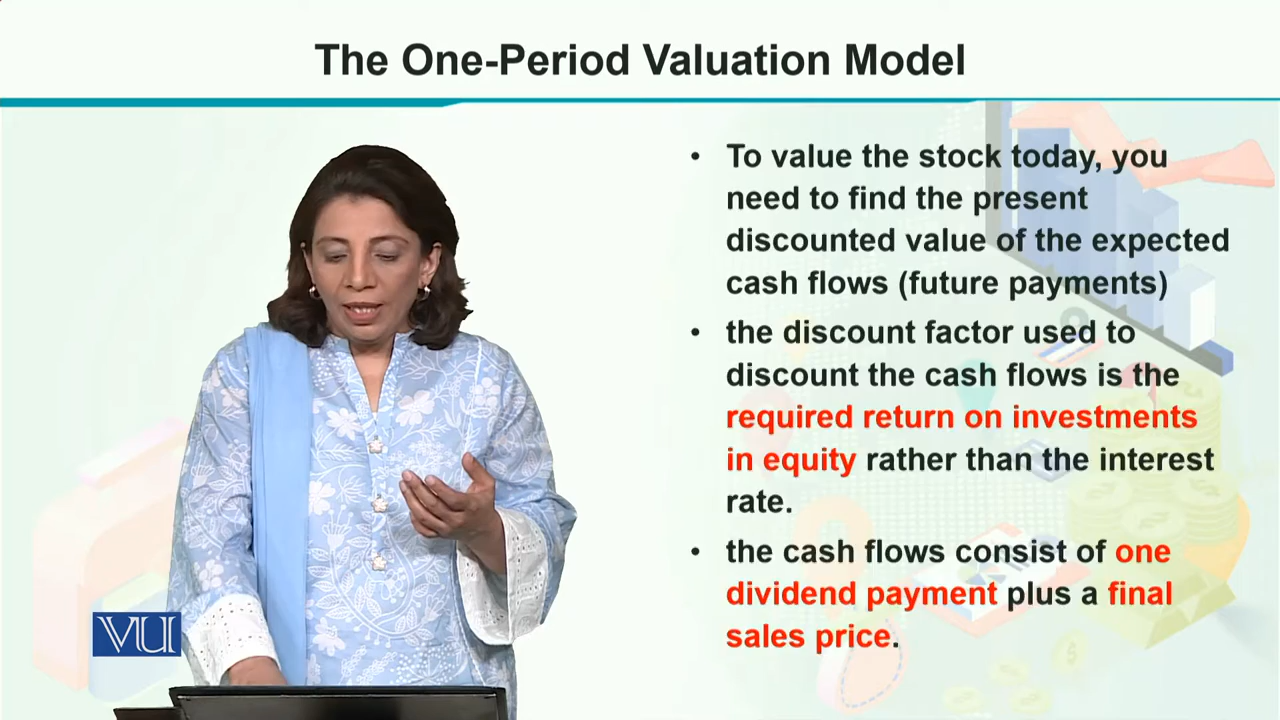 The One-Period Valuation Model
• To value the stock today, you
need to find the present
discounted value of the expected
cash flows (future payments)
• the discount factor used to
discount the cash flows is the
required return on investments
in equity rather than the interest
rate.
• the cash flows consist of one
dividend payment plus a final
sales price.
VU